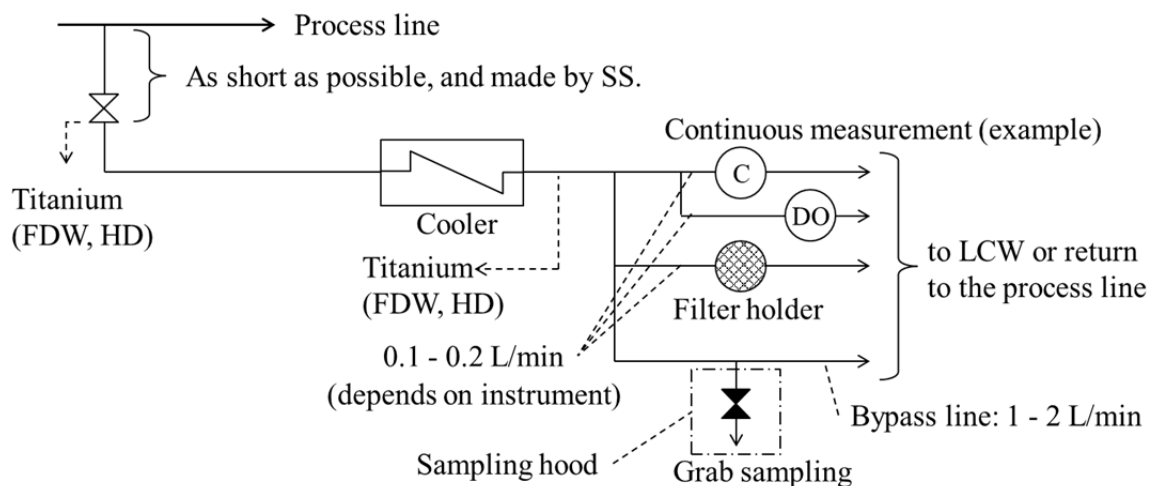 Process line
As short as possible, and made by SS.
Continuous measurement (example)
C
Titanium
(FDW, HD)
DO
Cooler
to LCW or return
to the process line
Titanium
(FDW, HD)
Filter holder
0.1 - 0.2 L/min
(depends on instrument)
Bypass line: 1 - 2 L/min
Sampling hood
Grab sampling